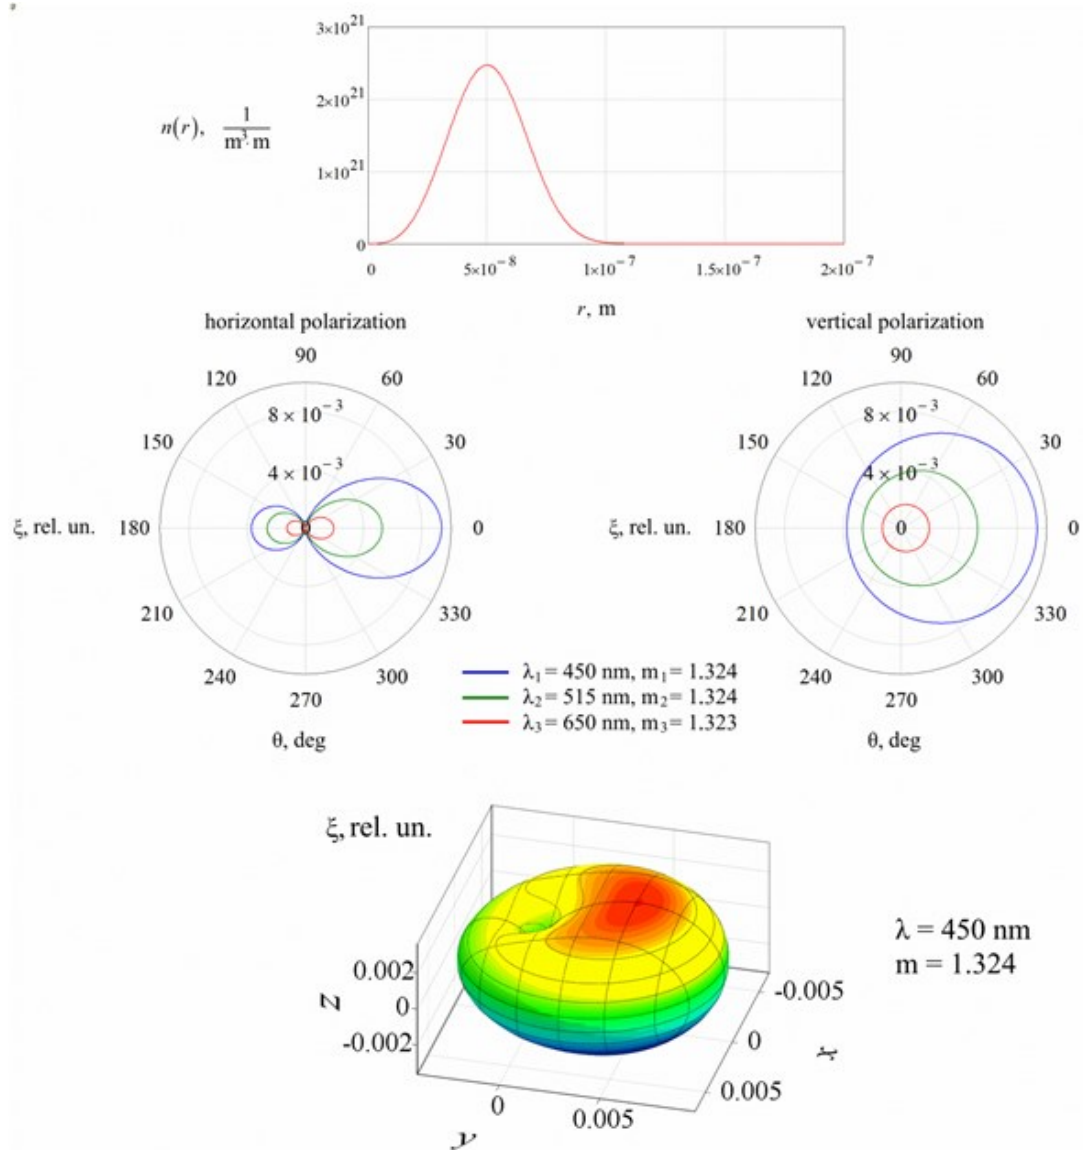 3×10²¹
2×10²¹
1×10²¹
0
n(r), 1/(m³·m)
0 5×10⁻⁸ 1×10⁻⁷ 1.5×10⁻⁷ 2×10⁻⁷
r, m
horizontal polarization
90
120 60
8 × 10⁻³
150 30
4 × 10⁻³
ξ, rel. un. 180 0 0
210 330
240 300
270
θ, deg
vertical polarization
90
120 60
8 × 10⁻³
150 30
4 × 10⁻³
ξ, rel. un. 180 0 0
210 330
240 300
270
θ, deg
λ₁ = 450 nm, m₁ = 1.324
λ₂ = 515 nm, m₂ = 1.324
λ₃ = 650 nm, m₃ = 1.323
ξ, rel. un.
λ = 450 nm
m = 1.324
z
0.002
0
-0.002
0 0.005
y
-0.005
0
0.005
x